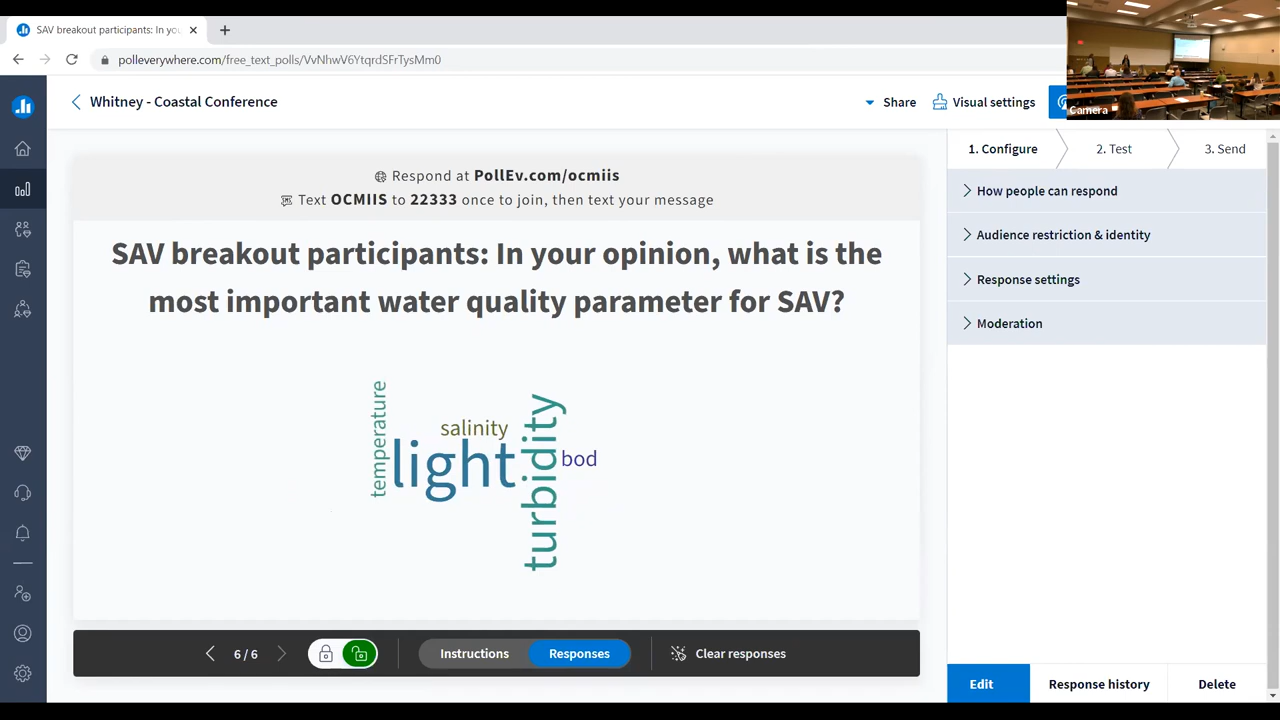 SAV breakout participants: In you
polleverywhere.com/free_text_polls/VvNhwV6YtqrdSFrTysMm0
Whitney - Coastal Conference
Share
Visual settings
Camera
1. Configure
2. Test
3. Send
Respond at PollEv.com/ocmiis
Text OCMIIS to 22333 once to join, then text your message
SAV breakout participants: In your opinion, what is the
most important water quality parameter for SAV?
temperature
salinity
light
turbidity
bod
How people can respond
Audience restriction & identity
Response settings
Moderation
6 / 6
Instructions
Responses
Clear responses
Edit
Response history
Delete